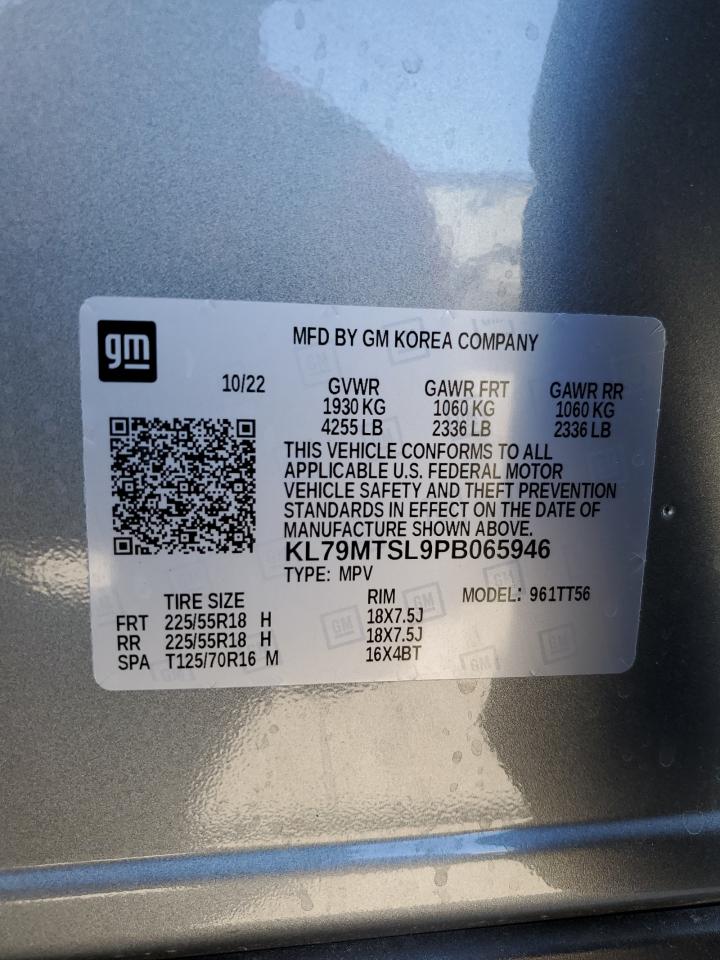 gm
MFD BY GM KOREA COMPANY
10/22 GVWR GAWR FRT GAWR RR
1930 KG 1060 KG 1060 KG
4255 LB 2336 LB 2336 LB
THIS VEHICLE CONFORMS TO ALL
APPLICABLE U.S. FEDERAL MOTOR
VEHICLE SAFETY AND THEFT PREVENTION
STANDARDS IN EFFECT ON THE DATE OF
MANUFACTURE SHOWN ABOVE.
KL79MTSL9PB065946
TYPE: MPV
TIRE SIZE RIM MODEL: 961TT56
FRT 225/55R18 H 18X7.5J
RR 225/55R18 H 18X7.5J
SPA T125/70R16 M 16X4BT